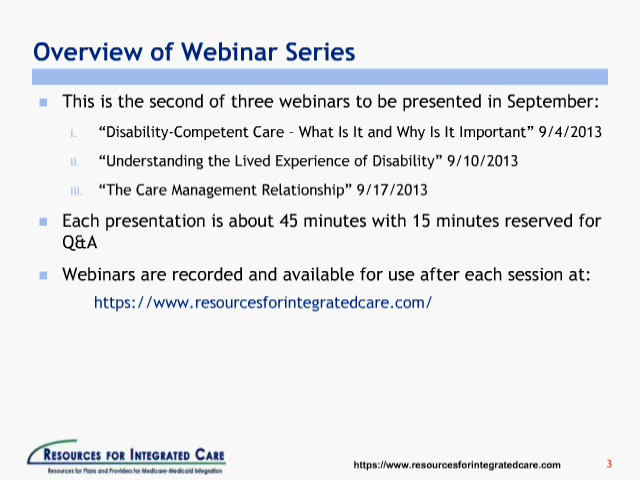 Overview of Webinar Series
This is the second of three webinars to be presented in September:
I. “Disability-Competent Care – What Is It and Why Is It Important” 9/4/2013
II. “Understanding the Lived Experience of Disability” 9/10/2013
III. “The Care Management Relationship” 9/17/2013
Each presentation is about 45 minutes with 15 minutes reserved for
Q&A
Webinars are recorded and available for use after each session at:
https://www.resourcesforintegratedcare.com/
RESOURCES FOR INTEGRATED CARE
Resources for Plans and Providers for Medicare-Medicaid Integration
https://www.resourcesforintegratedcare.com 3